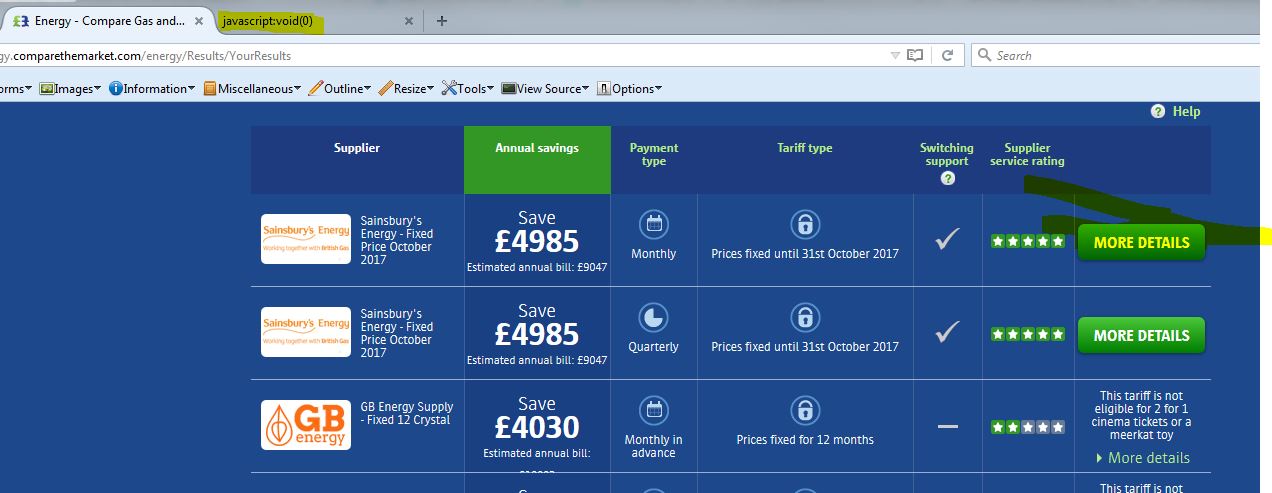 Energy - Compare Gas and...
javascript:void(0)
gy.comparethemarket.com/energy/Results/YourResults
Search
orms Images Information Miscellaneous Outline Resize Tools View Source Options
Help
Supplier
Annual savings
Payment
type
Tariff type
Switching
support
Supplier
service rating
Sainsbury's Energy
Working together with British Gas
Sainsbury's
Energy - Fixed
Price October
2017
Save
£4985
Estimated annual bill: £9047
Monthly
Prices fixed until 31st October 2017
MORE DETAILS
Sainsbury's Energy
Working together with British Gas
Sainsbury's
Energy - Fixed
Price October
2017
Save
£4985
Estimated annual bill: £9047
Quarterly
Prices fixed until 31st October 2017
MORE DETAILS
GB
energy
GB Energy Supply
- Fixed 12 Crystal
Save
£4030
Estimated annual bill:
Monthly in
advance
Prices fixed for 12 months
This tariff is not
eligible for 2 for 1
cinema tickets or a
meerkat toy
More details
This tariff is not